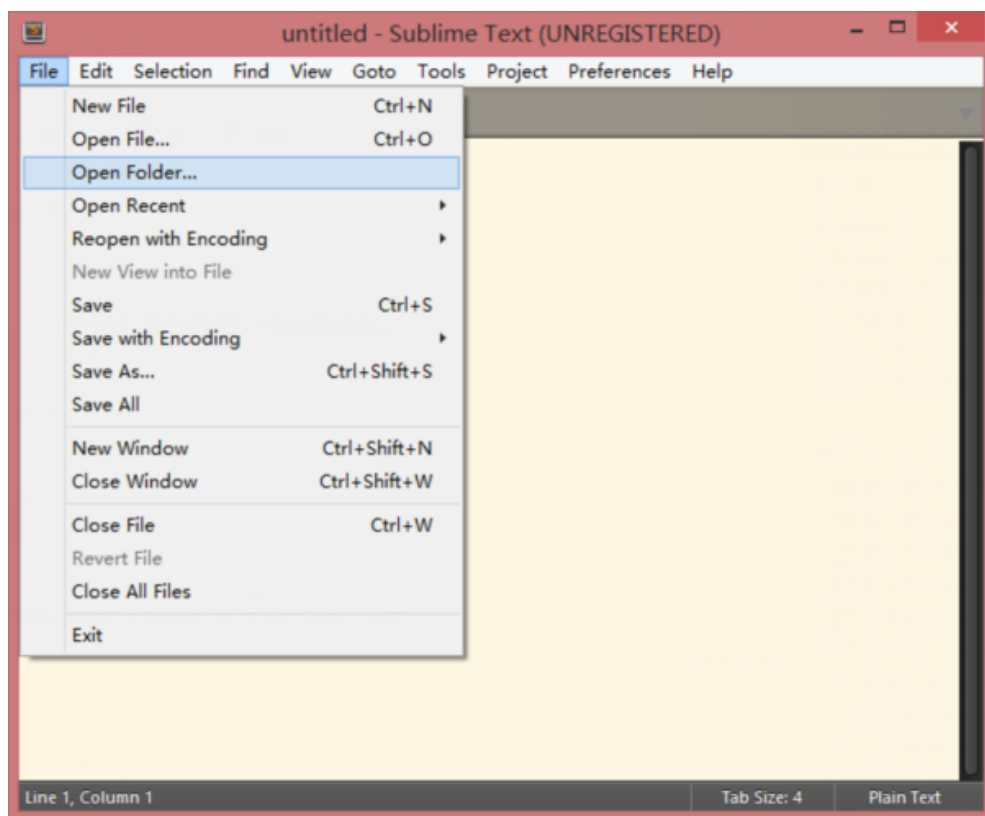 untitled - Sublime Text (UNREGISTERED)
File Edit Selection Find View Goto Tools Project Preferences Help
New File Ctrl+N
Open File... Ctrl+O
Open Folder...
Open Recent
Reopen with Encoding
New View into File
Save Ctrl+S
Save with Encoding
Save As... Ctrl+Shift+S
Save All
New Window Ctrl+Shift+N
Close Window Ctrl+Shift+W
Close File Ctrl+W
Revert File
Close All Files
Exit
Line 1, Column 1 Tab Size: 4 Plain Text